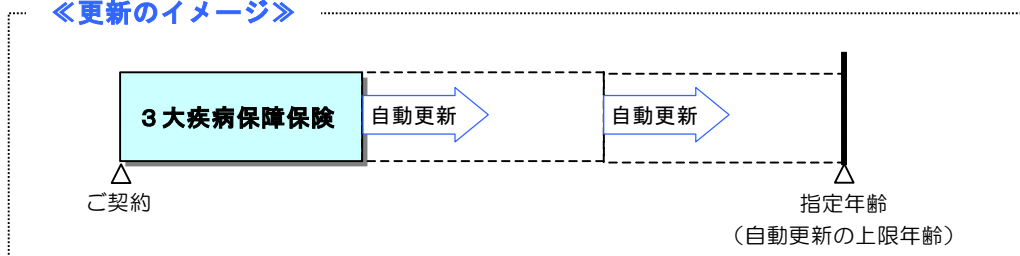 ≪更新のイメージ≫
3大疾病保障保険
自動更新
自動更新
ご契約
指定年齢
（自動更新の上限年齢）